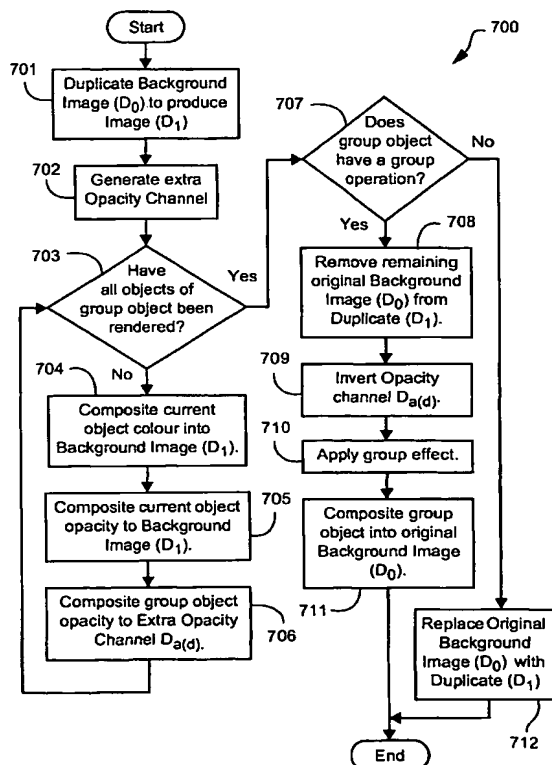 Start
700
701
Duplicate Background
Image (D0) to produce
Image (D1)
702
Generate extra
Opacity Channel
703
Have
all objects of
group object been
rendered?
Yes
No
704
Composite current
object colour into
Background Image (D1).
Composite current
object opacity to
Background Image (D1).
705
Composite group object
opacity to Extra Opacity
Channel Da(d).
706
707
Does
group object
have a group
operation?
No
Yes
708
Remove remaining
original Background
Image (D0) from
Duplicate (D1).
709
Invert Opacity
channel Da(d).
710
Apply group effect.
Composite group
object into original
Background Image
(D0).
711
Replace Original
Background
Image (D0) with
Duplicate (D1)
712
End